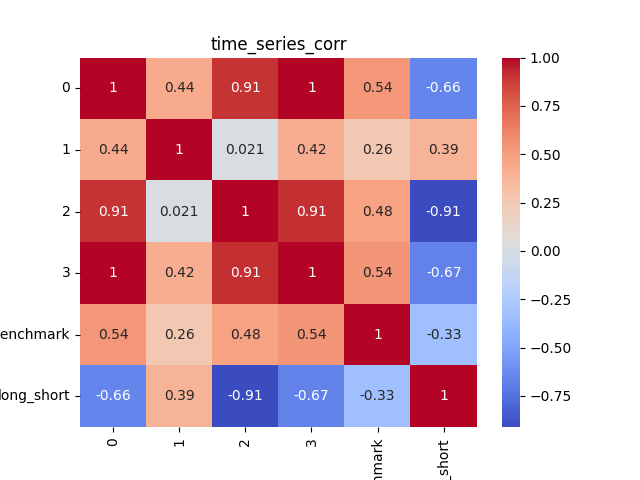 time_series_corr
0 1 0.44 0.91 1 0.54 -0.66
1 0.44 1 0.021 0.42 0.26 0.39
2 0.91 0.021 1 0.91 0.48 -0.91
3 1 0.42 0.91 1 0.54 -0.67
enchmark 0.54 0.26 0.48 0.54 1 -0.33
long_short -0.66 0.39 -0.91 -0.67 -0.33 1
0 1 2 3 hmark _short
1.00
0.75
0.50
0.25
0.00
−0.25
−0.50
−0.75